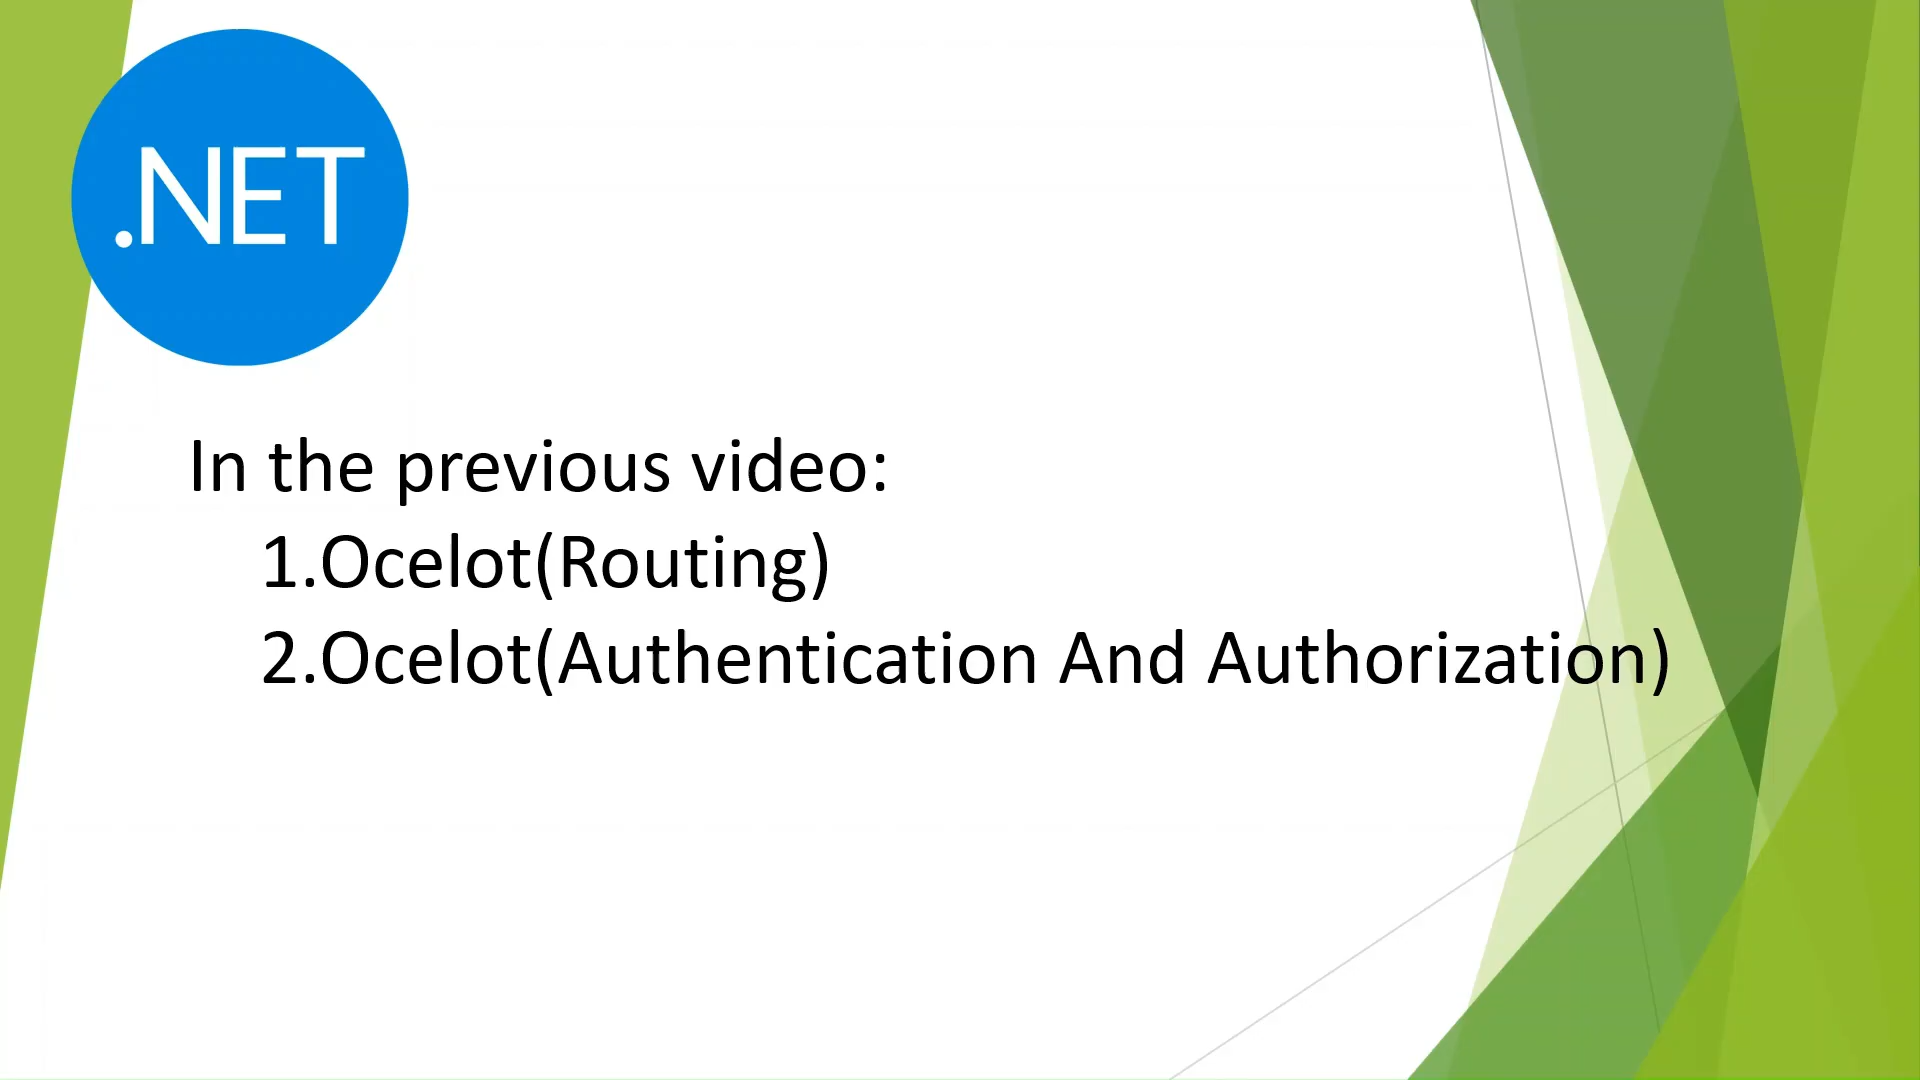 .NET
In the previous video:
1.Ocelot(Routing)
2.Ocelot(Authentication And Authorization)